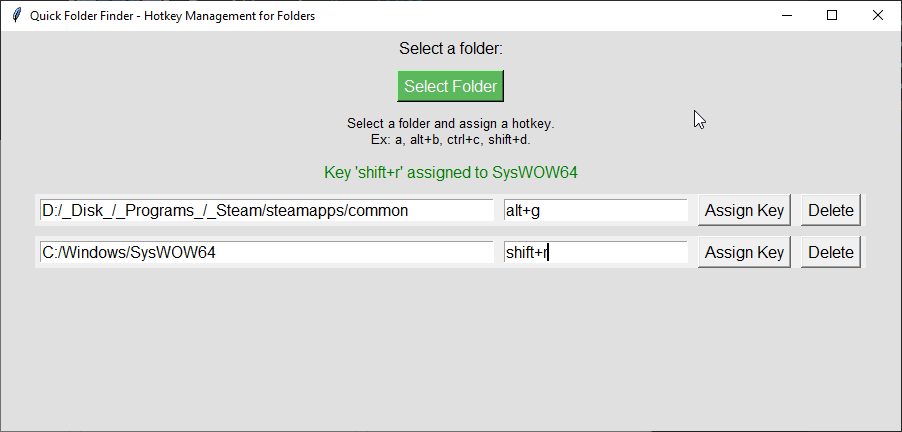 Quick Folder Finder - Hotkey Management for Folders
Select a folder:
Select Folder
Select a folder and assign a hotkey.
Ex: a, alt+b, ctrl+c, shift+d.
Key 'shift+r' assigned to SysWOW64
D:/_Disk_/_Programs_/_Steam/steamapps/common alt+g Assign Key Delete
C:/Windows/SysWOW64 shift+r Assign Key Delete